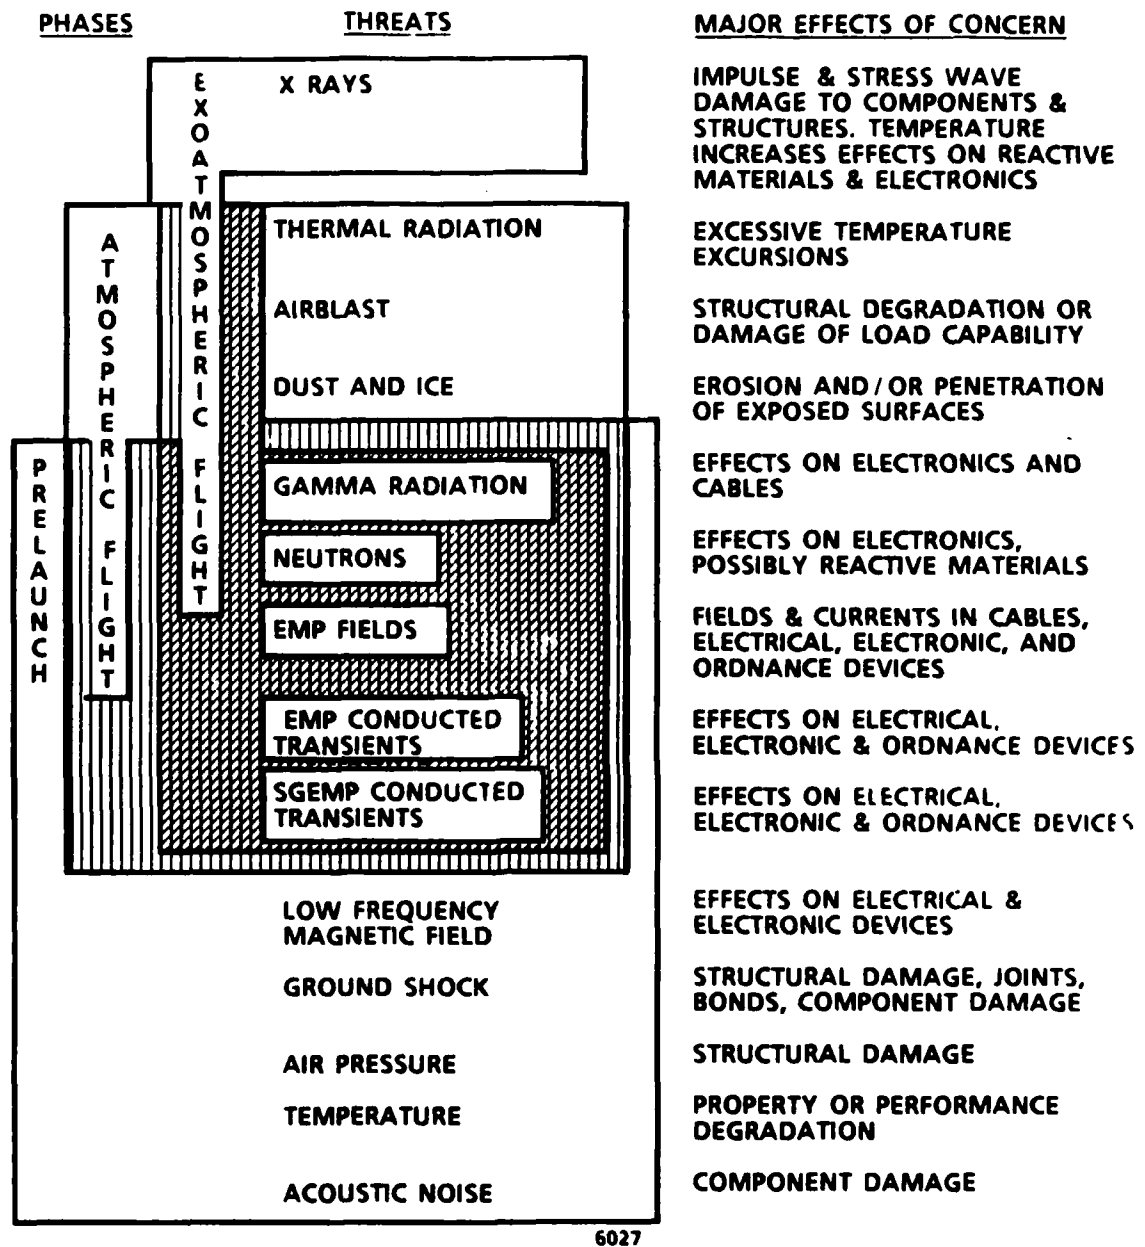 PHASES
THREATS
MAJOR EFFECTS OF CONCERN
EXOATMOSPHERIC FLIGHT
ATMOSPHERIC FLIGHT
PRELAUNCH
X RAYS
IMPULSE & STRESS WAVE
DAMAGE TO COMPONENTS &
STRUCTURES. TEMPERATURE
INCREASES EFFECTS ON REACTIVE
MATERIALS & ELECTRONICS
THERMAL RADIATION
EXCESSIVE TEMPERATURE
EXCURSIONS
AIRBLAST
STRUCTURAL DEGRADATION OR
DAMAGE OF LOAD CAPABILITY
DUST AND ICE
EROSION AND / OR PENETRATION
OF EXPOSED SURFACES
GAMMA RADIATION
EFFECTS ON ELECTRONICS AND
CABLES
NEUTRONS
EFFECTS ON ELECTRONICS,
POSSIBLY REACTIVE MATERIALS
EMP FIELDS
FIELDS & CURRENTS IN CABLES,
ELECTRICAL, ELECTRONIC, AND
ORDNANCE DEVICES
EMP CONDUCTED
TRANSIENTS
EFFECTS ON ELECTRICAL,
ELECTRONIC & ORDNANCE DEVICES
SGEMP CONDUCTED
TRANSIENTS
EFFECTS ON ELECTRICAL,
ELECTRONIC & ORDNANCE DEVICES
LOW FREQUENCY
MAGNETIC FIELD
EFFECTS ON ELECTRICAL &
ELECTRONIC DEVICES
GROUND SHOCK
STRUCTURAL DAMAGE, JOINTS,
BONDS, COMPONENT DAMAGE
AIR PRESSURE
STRUCTURAL DAMAGE
TEMPERATURE
PROPERTY OR PERFORMANCE
DEGRADATION
ACOUSTIC NOISE
COMPONENT DAMAGE
6027